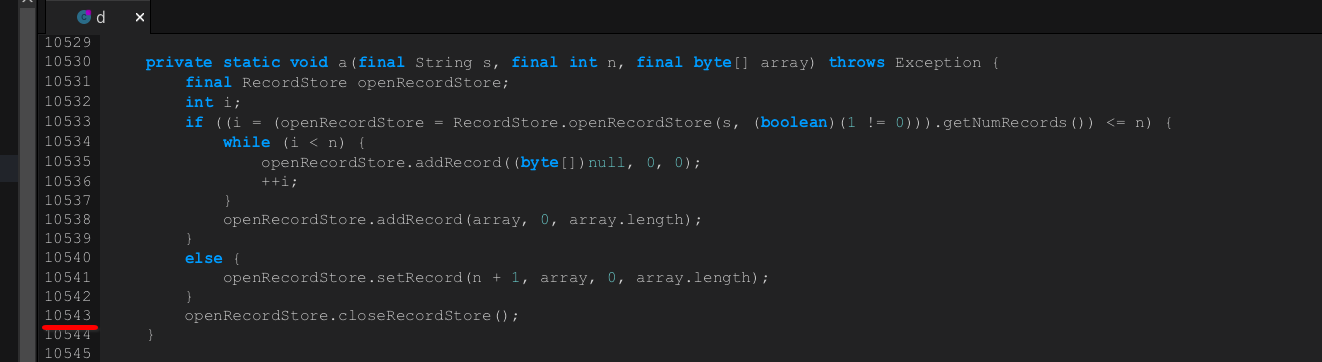 d ×
10529
10530 private static void a(final String s, final int n, final byte[] array) throws Exception {
10531 final RecordStore openRecordStore;
10532 int i;
10533 if ((i = (openRecordStore = RecordStore.openRecordStore(s, (boolean)(1 != 0))).getNumRecords()) <= n) {
10534 while (i < n) {
10535 openRecordStore.addRecord((byte[])null, 0, 0);
10536 ++i;
10537 }
10538 openRecordStore.addRecord(array, 0, array.length);
10539 }
10540 else {
10541 openRecordStore.setRecord(n + 1, array, 0, array.length);
10542 }
10543 openRecordStore.closeRecordStore();
10544 }
10545